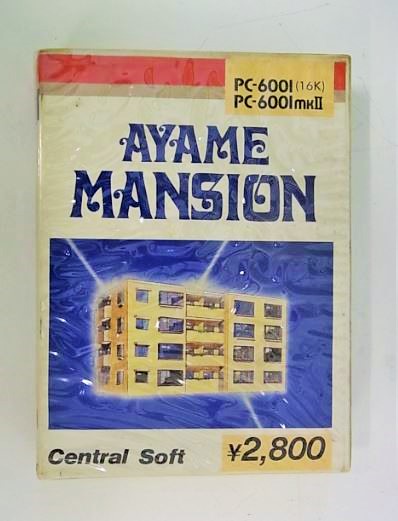 PC-6001(16K)
PC-6001mkII
AYAME
MANSION
Central Soft
¥2,800